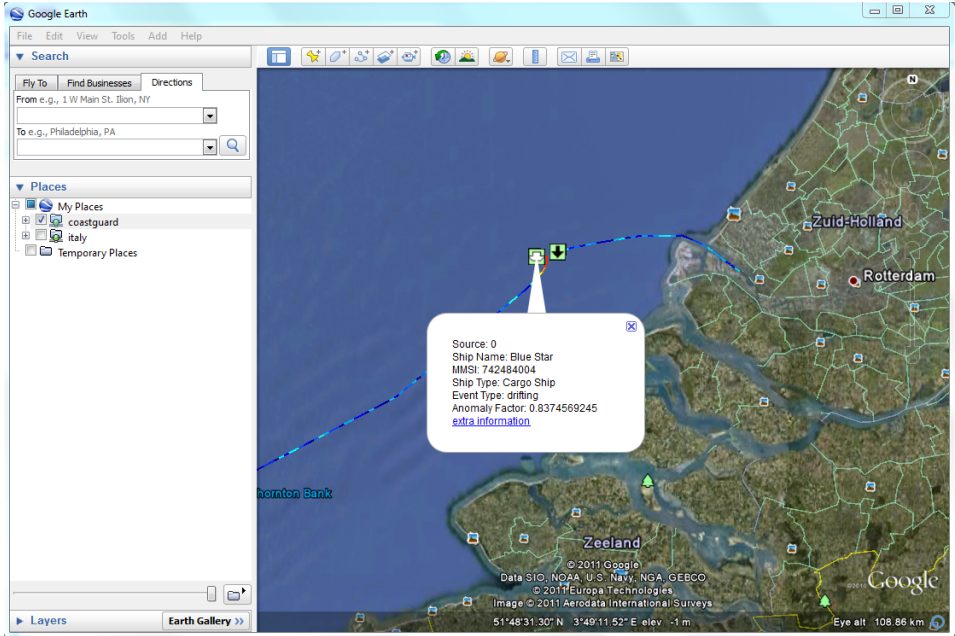 Google Earth
File Edit View Tools Add Help
Search
Fly To Find Businesses Directions
From e.g., 1 W Main St. Ilion, NY
To e.g., Philadelphia, PA
Places
My Places
coastguard
italy
Temporary Places
Layers
Earth Gallery >>
N
Zuid-Holland
Rotterdam
Source: 0
Ship Name: Blue Star
MMSI: 742484004
Ship Type: Cargo Ship
Event Type: drifting
Anomaly Factor: 0.8374569245
extra information
hornton Bank
Zeeland
© 2011 Google
Data SIO, NOAA, U.S. Navy, NGA, GEBCO
© 2011 Europa Technologies
Image © 2011 Aerodata International Surveys
©2010 Google
51°48'31.30" N 3°49'11.52" E elev -1 m
Eye alt 108.86 km